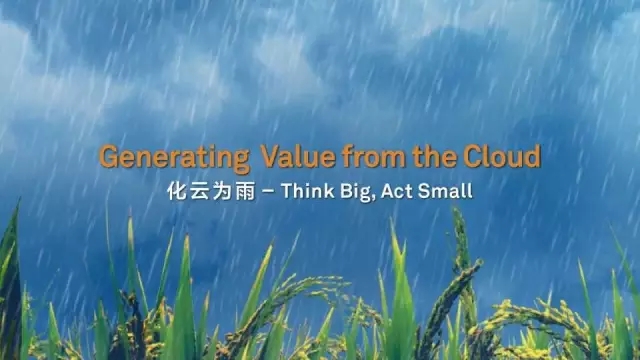 Generating Value from the Cloud
化云为雨 – Think Big, Act Small